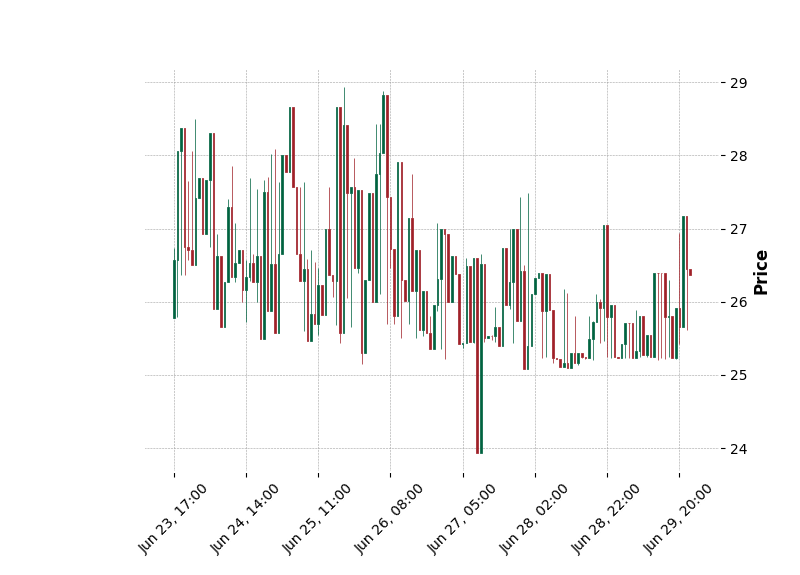 29
28
27
26
25
24
Price
Jun 23, 17:00
Jun 24, 14:00
Jun 25, 11:00
Jun 26, 08:00
Jun 27, 05:00
Jun 28, 02:00
Jun 28, 22:00
Jun 29, 20:00